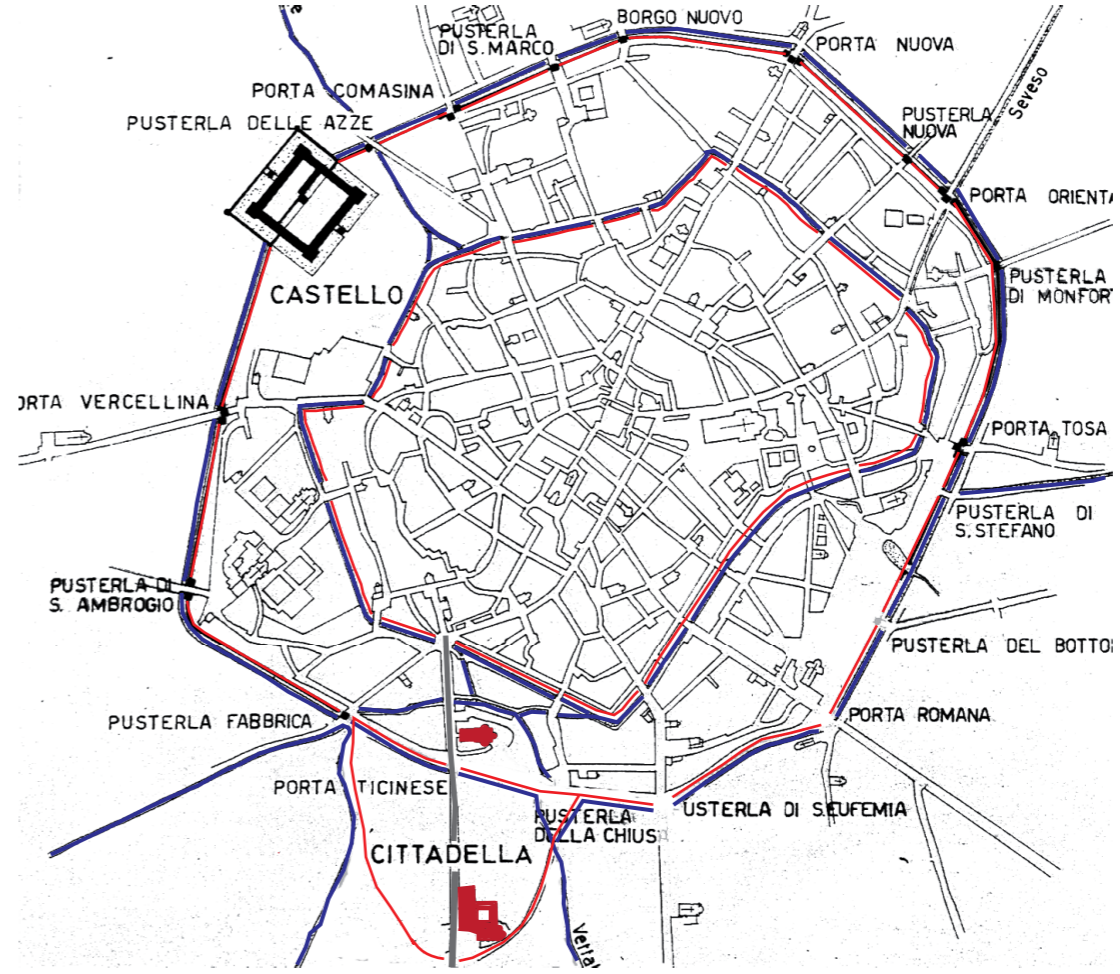 BORGO NUOVO
PUSTERLA
DI S. MARCO
PORTA NUOVA
PORTA COMASINA
PUSTERLA DELLE AZZE
Seveso
PUSTERLA
NUOVA
PORTA ORIENTA
PUSTERLA
DI MONFORT
CASTELLO
ORTA VERCELLINA
PORTA TOSA
PUSTERLA DI
S. STEFANO
PUSTERLA DI
S. AMBROGIO
PUSTERLA DEL BOTTO
PUSTERLA FABBRICA
PORTA ROMANA
PORTA TICINESE
PUSTERLA
DELLA CHIUS
USTERLA DI S.EUFEMIA
CITTADELLA
Vettab